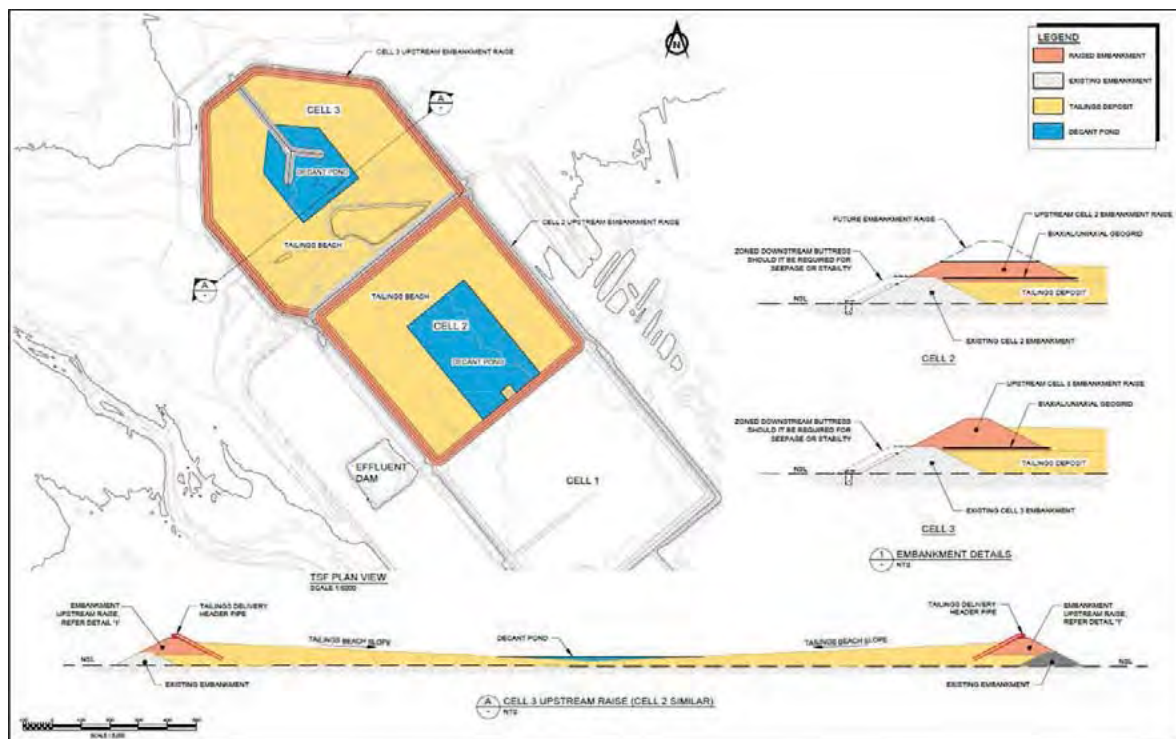 CELL 3 UPSTREAM EMBANKMENT RAISE
N
A
-
CELL 3
DECANT POND
TAILINGS BEACH
A
-
CELL 2 UPSTREAM EMBANKMENT RAISE
TAILINGS BEACH
CELL 2
DECANT POND
EFFLUENT
DAM
CELL 1
TSF PLAN VIEW
LEGEND
RAISED EMBANKMENT
EXISTING EMBANKMENT
TAILINGS DEPOSIT
DECANT POND
FUTURE EMBANKMENT RAISE
UPSTREAM CELL 2 EMBANKMENT RAISE
BIAXIAL/UNIAXIAL GEOGRID
ZONED DOWNSTREAM BUTTRESS
SHOULD IT BE REQUIRED FOR
SEEPAGE OR STABILTY
NSL
TAILINGS DEPOSIT
EXISTING CELL 2 EMBANKMENT
CELL 2
UPSTREAM CELL 3 EMBANKMENT RAISE
BIAXIAL/UNIAXIAL GEOGRID
ZONED DOWNSTREAM BUTTRESS
SHOULD IT BE REQUIRED FOR
SEEPAGE OR STABILTY
NSL
TAILINGS DEPOSIT
EXISTING CELL 3 EMBANKMENT
CELL 3
1 EMBANKMENT DETAILS
- NTS
EMBANKMENT
UPSTREAM RAISE,
REFER DETAIL '1'
TAILINGS DELIVERY
HEADER PIPE
TAILINGS BEACH SLOPE
DECANT POND
TAILINGS BEACH SLOPE
TAILINGS DELIVERY
HEADER PIPE
EMBANKMENT
UPSTREAM RAISE,
REFER DETAIL '1'
NSL
NSL
EXISTING EMBANKMENT
EXISTING EMBANKMENT
A CELL 3 UPSTREAM RAISE (CELL 2 SIMILAR)
- NTS